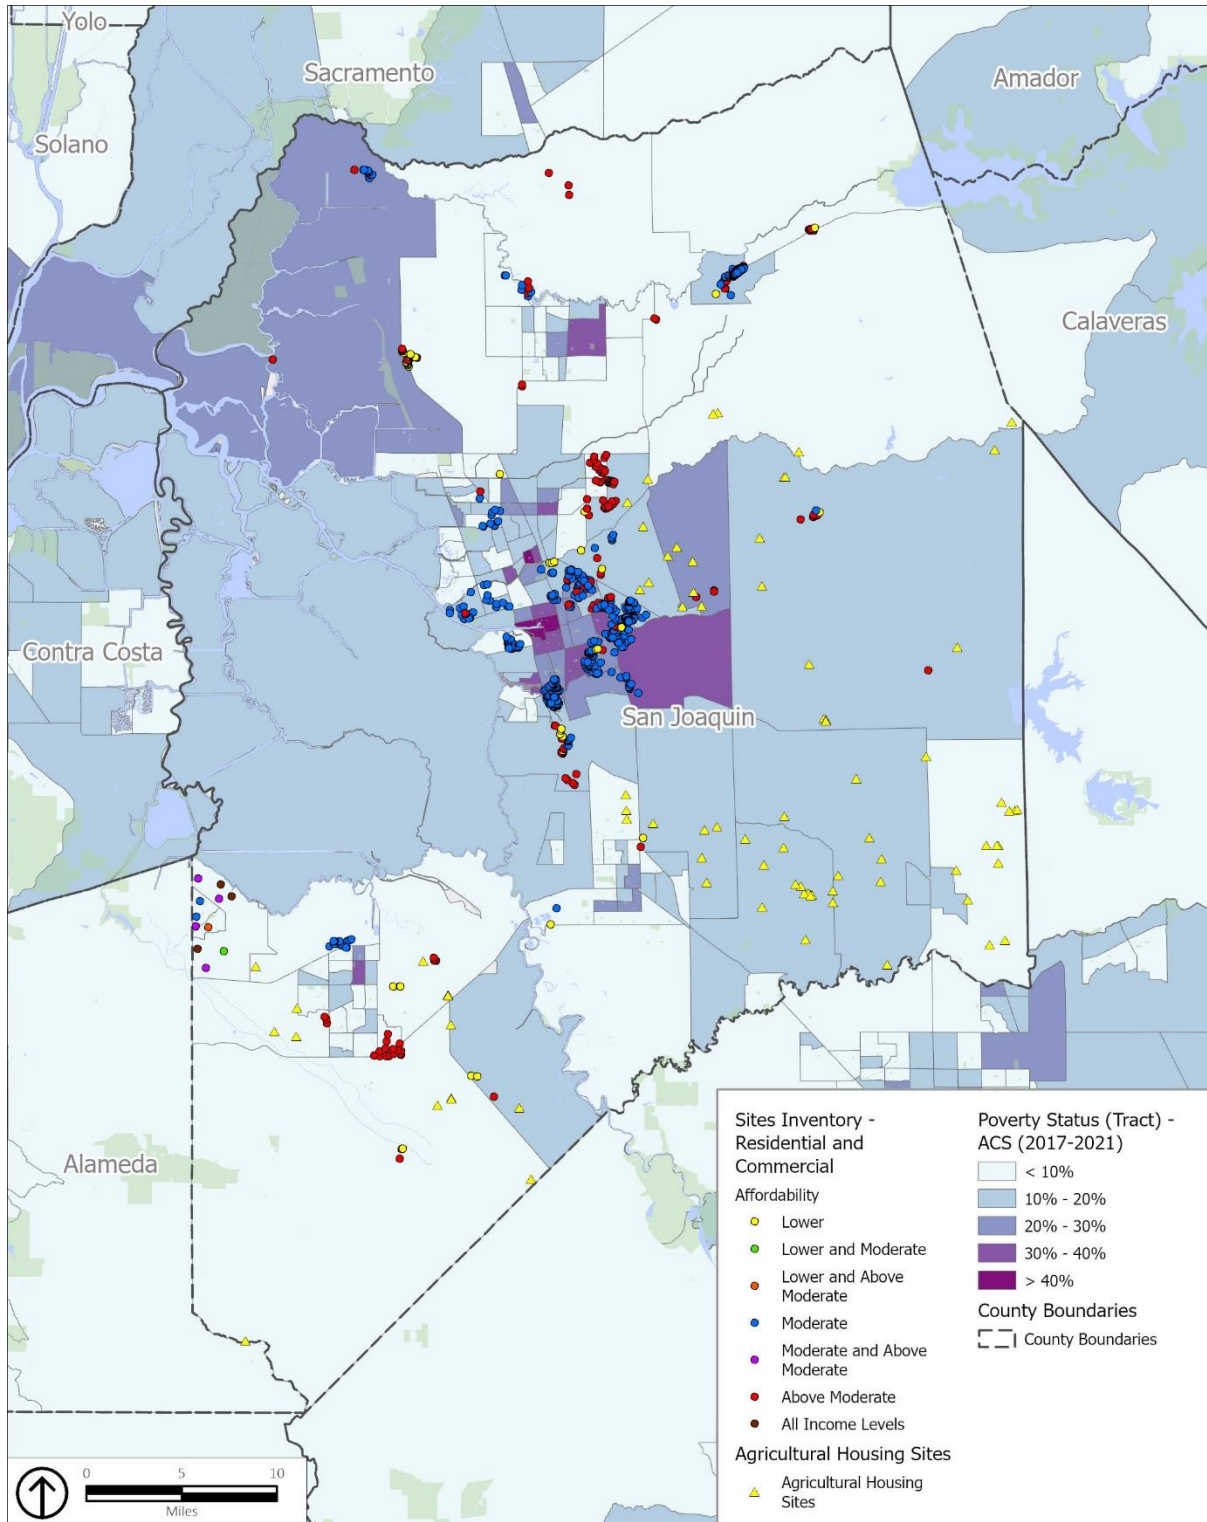 Yolo
Sacramento
Amador
Solano
Calaveras
Contra Costa
San Joaquin
Alameda
Sites Inventory -
Residential and
Commercial
Affordability
Lower
Lower and Moderate
Lower and Above
Moderate
Moderate
Moderate and Above
Moderate
Above Moderate
All Income Levels
Agricultural Housing Sites
Agricultural Housing
Sites
Poverty Status (Tract) -
ACS (2017-2021)
< 10%
10% - 20%
20% - 30%
30% - 40%
> 40%
County Boundaries
County Boundaries
0 5 10
Miles